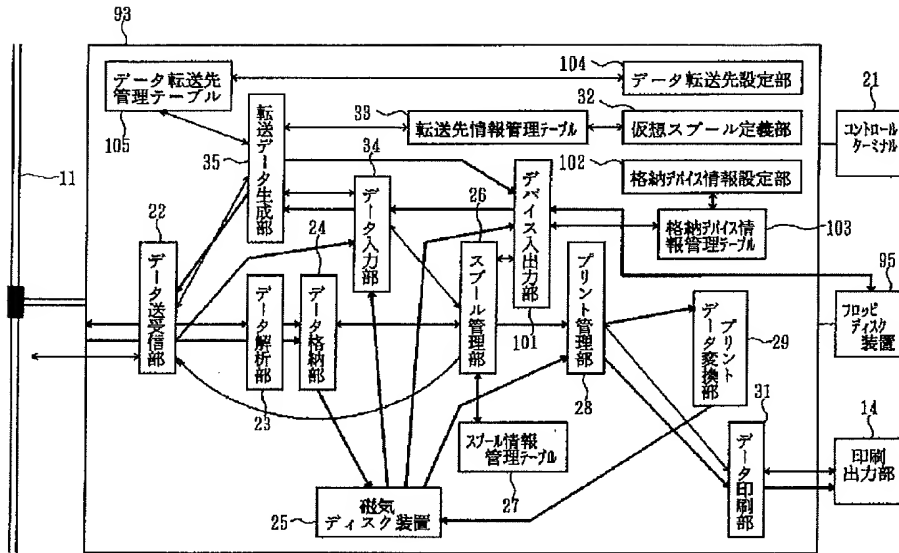 93
データ転送先
管理テーブル
105
104
データ転送先設定部
21
コントロール
ターミナル
33
転送先情報管理テーブル
32
仮想スプール定義部
35
転送データ生成部
34
データ入力部
102
格納デバイス情報設定部
11
22
データ送受信部
24
データ格納部
26
スプール管理部
デバイス入出力部
101
格納デバイス情
報管理テーブル
103
95
フロッピ
ディスク
装置
データ解析部
23
プリント管理部
28
プリント
データ変換部
29
スプール情報
管理テーブル
27
31
データ印刷部
14
印刷
出力部
25
磁気
ディスク装置